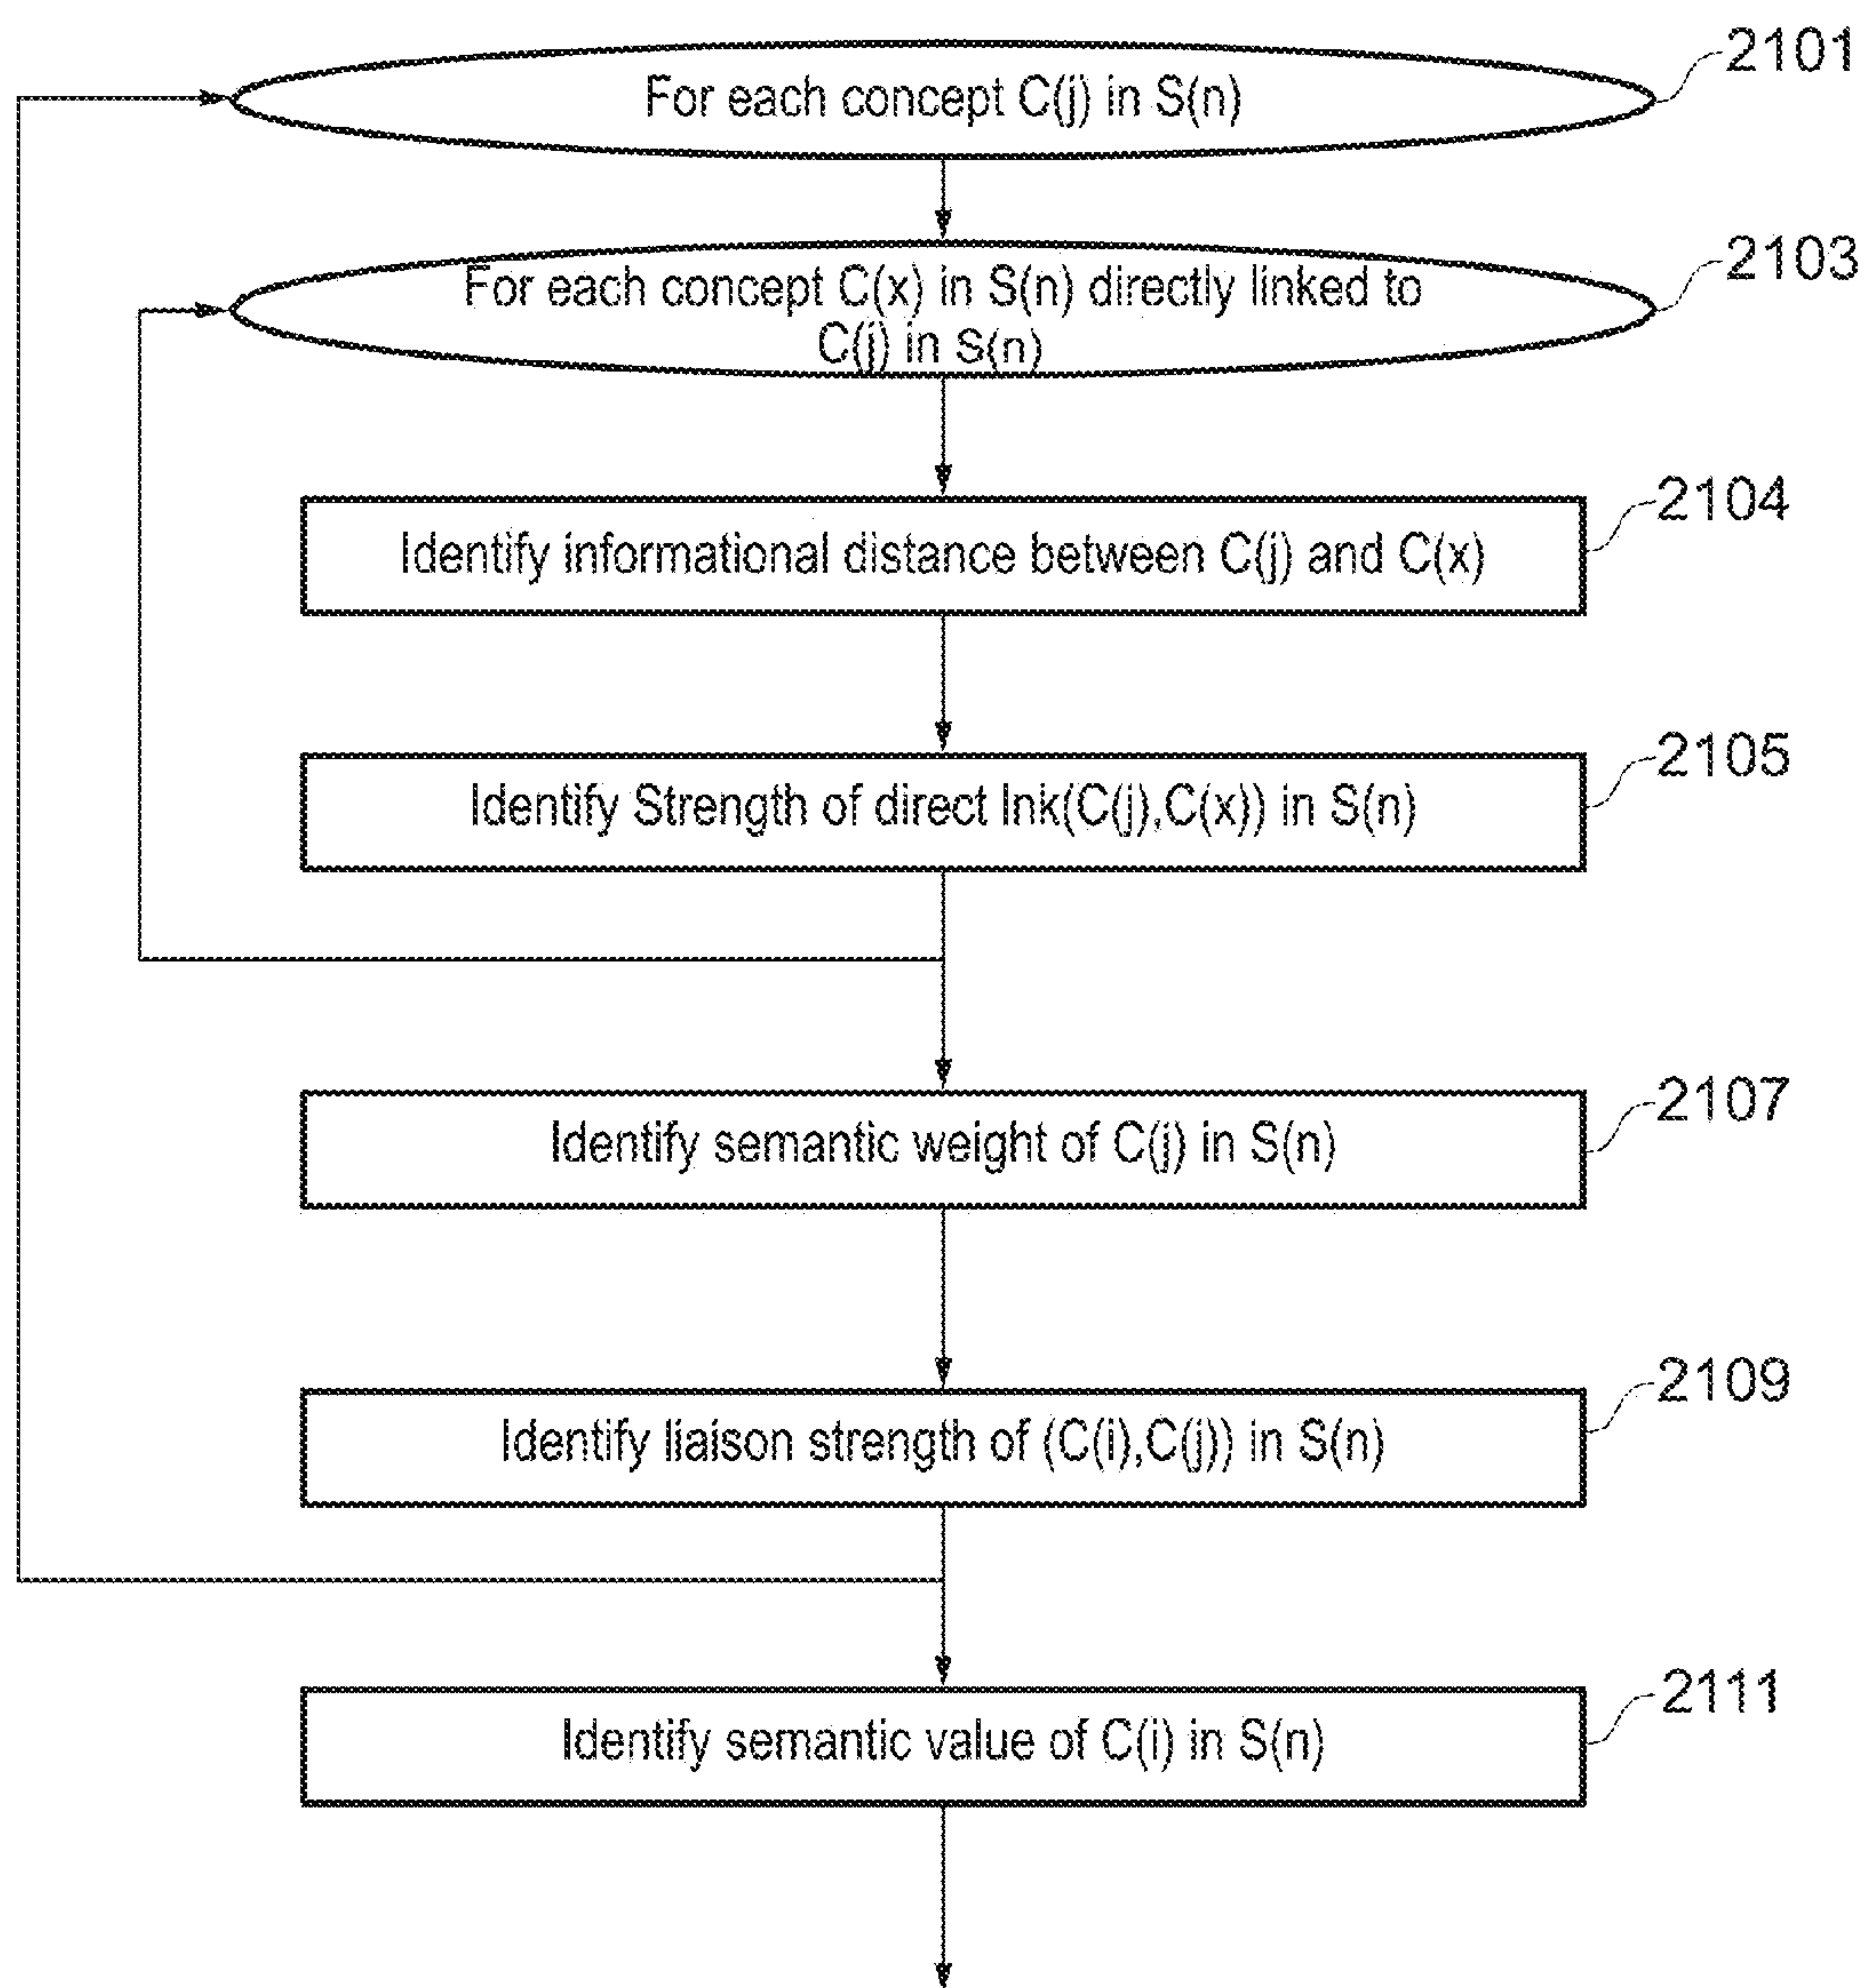 2101
For each concept C(j) in S(n)
2103
For each concept C(x) in S(n) directly linked to
C(j) in S(n)
2104
Identify informational distance between C(j) and C(x)
2105
Identify Strength of direct lnk(C(j),C(x)) in S(n)
2107
Identify semantic weight of C(j) in S(n)
2109
Identify liaison strength of (C(i),C(j)) in S(n)
2111
Identify semantic value of C(i) in S(n)